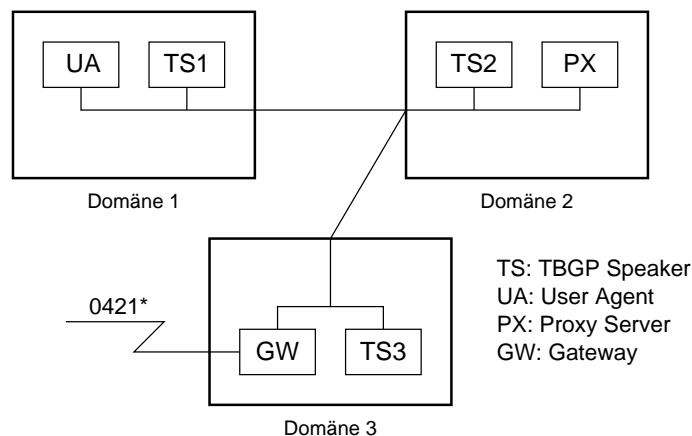 UA TS1
TS2 PX
Domäne 1
Domäne 2
0421*
GW TS3
TS: TBGP Speaker
UA: User Agent
PX: Proxy Server
GW: Gateway
Domäne 3